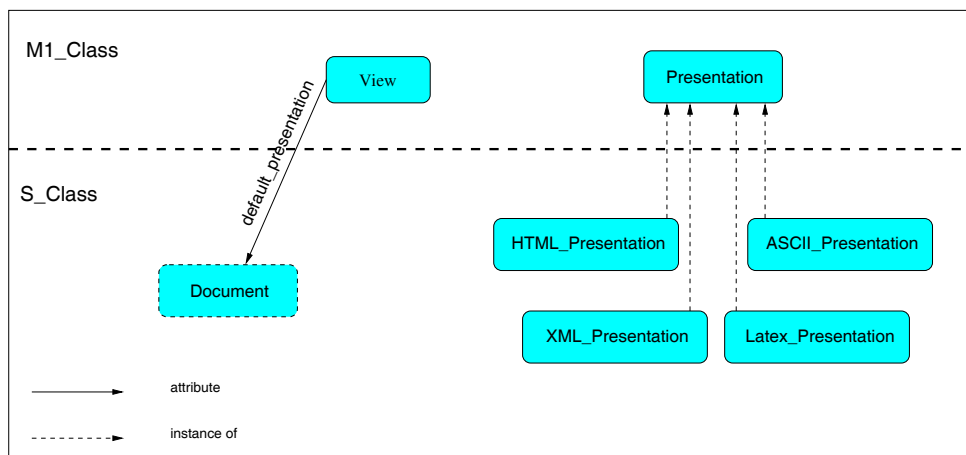 M1_Class
View
Presentation
default_presentation
S_Class
HTML_Presentation
ASCII_Presentation
Document
XML_Presentation
Latex_Presentation
attribute
instance of